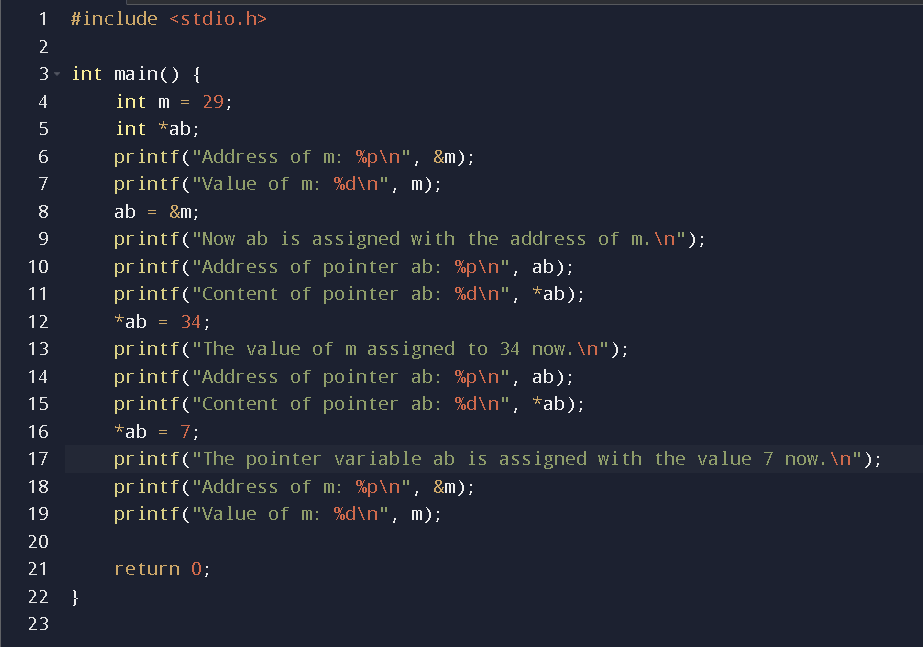 1 #include <stdio.h>
2
3 int main() {
4     int m = 29;
5     int *ab;
6     printf("Address of m: %p\n", &m);
7     printf("Value of m: %d\n", m);
8     ab = &m;
9     printf("Now ab is assigned with the address of m.\n");
10     printf("Address of pointer ab: %p\n", ab);
11     printf("Content of pointer ab: %d\n", *ab);
12     *ab = 34;
13     printf("The value of m assigned to 34 now.\n");
14     printf("Address of pointer ab: %p\n", ab);
15     printf("Content of pointer ab: %d\n", *ab);
16     *ab = 7;
17     printf("The pointer variable ab is assigned with the value 7 now.\n");
18     printf("Address of m: %p\n", &m);
19     printf("Value of m: %d\n", m);
20
21     return 0;
22 }
23